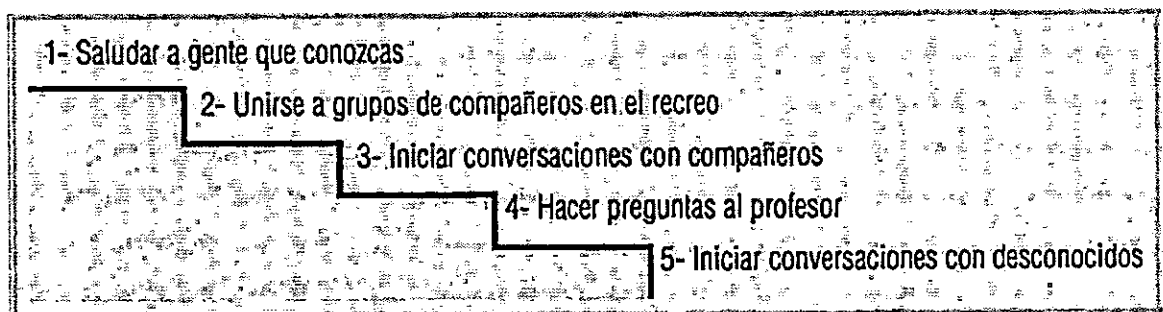 1- Saludar a gente que conozcas
2- Unirse a grupos de compañeros en el recreo
3- Iniciar conversaciones con compañeros
4- Hacer preguntas al profesor
5- Iniciar conversaciones con desconocidos